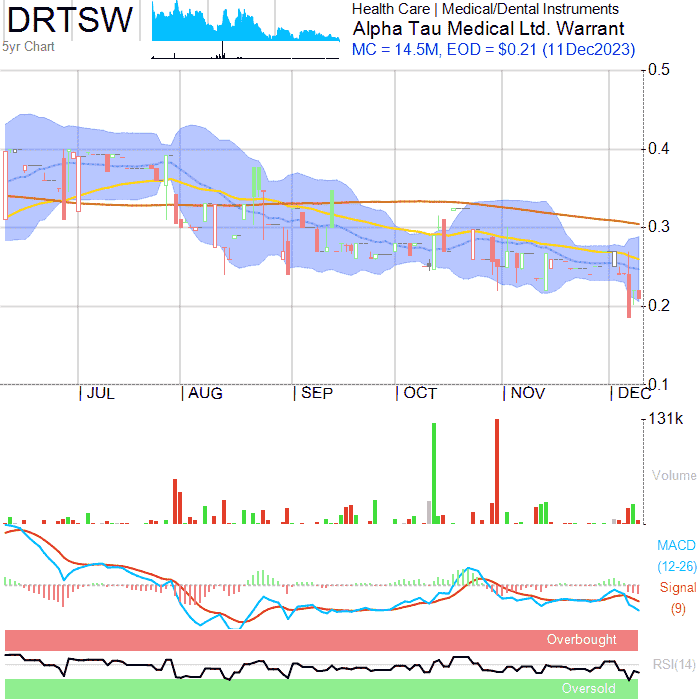 DRTSW
5yr Chart
Health Care | Medical/Dental Instruments
Alpha Tau Medical Ltd. Warrant
MC = 14.5M, EOD = $0.21 (11Dec2023)
0.5
0.4
0.3
0.2
0.1
| JUL | AUG | SEP | OCT | NOV | DEC
131k
Volume
MACD
(12-26)
Signal
(9)
Overbought
RSI(14)
Oversold